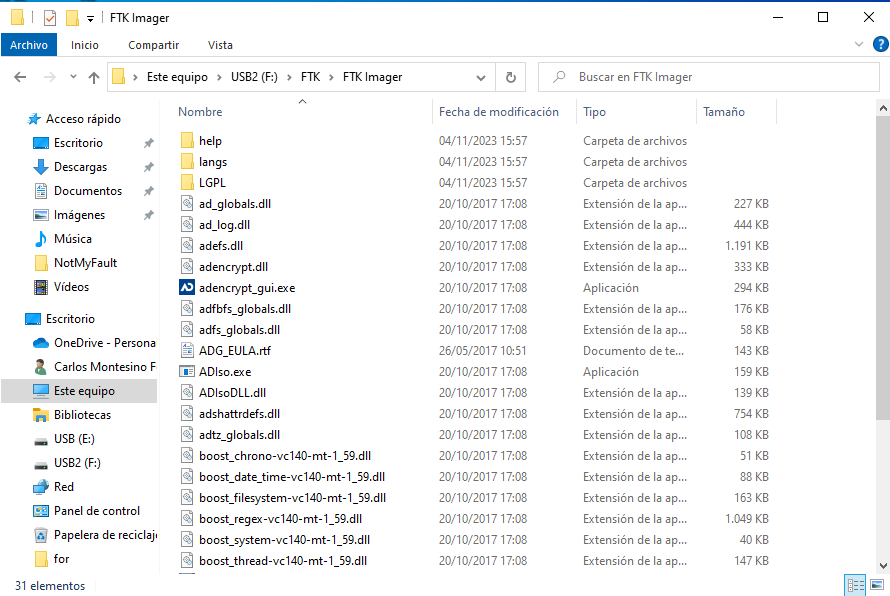 FTK Imager
Archivo Inicio Compartir Vista
Este equipo USB2 (F:) FTK FTK Imager Buscar en FTK Imager
Nombre Fecha de modificación Tipo Tamaño
Acceso rápido
Escritorio
Descargas
Documentos
Imágenes
Música
NotMyFault
Vídeos
Escritorio
OneDrive - Persona
Carlos Montesino F
Este equipo
Bibliotecas
USB (E:)
USB2 (F:)
Red
Panel de control
Papelera de reciclaj
for
help 04/11/2023 15:57 Carpeta de archivos
langs 04/11/2023 15:57 Carpeta de archivos
LGPL 04/11/2023 15:57 Carpeta de archivos
ad_globals.dll 20/10/2017 17:08 Extensión de la ap... 227 KB
ad_log.dll 20/10/2017 17:08 Extensión de la ap... 444 KB
adefs.dll 20/10/2017 17:08 Extensión de la ap... 1.191 KB
adencrypt.dll 20/10/2017 17:08 Extensión de la ap... 333 KB
adencrypt_gui.exe 20/10/2017 17:08 Aplicación 294 KB
adfbfs_globals.dll 20/10/2017 17:08 Extensión de la ap... 176 KB
adfs_globals.dll 20/10/2017 17:08 Extensión de la ap... 58 KB
ADG_EULA.rtf 26/05/2017 10:51 Documento de te... 143 KB
ADIso.exe 20/10/2017 17:08 Aplicación 159 KB
ADIsoDLL.dll 20/10/2017 17:08 Extensión de la ap... 139 KB
adshattrdefs.dll 20/10/2017 17:08 Extensión de la ap... 754 KB
adtz_globals.dll 20/10/2017 17:08 Extensión de la ap... 108 KB
boost_chrono-vc140-mt-1_59.dll 20/10/2017 17:08 Extensión de la ap... 51 KB
boost_date_time-vc140-mt-1_59.dll 20/10/2017 17:08 Extensión de la ap... 88 KB
boost_filesystem-vc140-mt-1_59.dll 20/10/2017 17:08 Extensión de la ap... 163 KB
boost_regex-vc140-mt-1_59.dll 20/10/2017 17:08 Extensión de la ap... 1.049 KB
boost_system-vc140-mt-1_59.dll 20/10/2017 17:08 Extensión de la ap... 40 KB
boost_thread-vc140-mt-1_59.dll 20/10/2017 17:08 Extensión de la ap... 147 KB
31 elementos